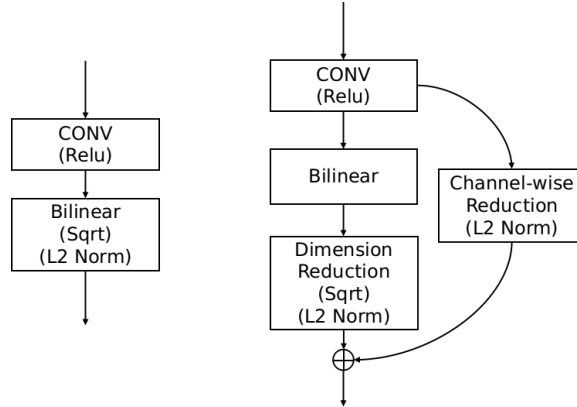 CONV
(Relu)
Bilinear
(Sqrt)
(L2 Norm)
CONV
(Relu)
Bilinear
Dimension
Reduction
(Sqrt)
(L2 Norm)
Channel-wise
Reduction
(L2 Norm)